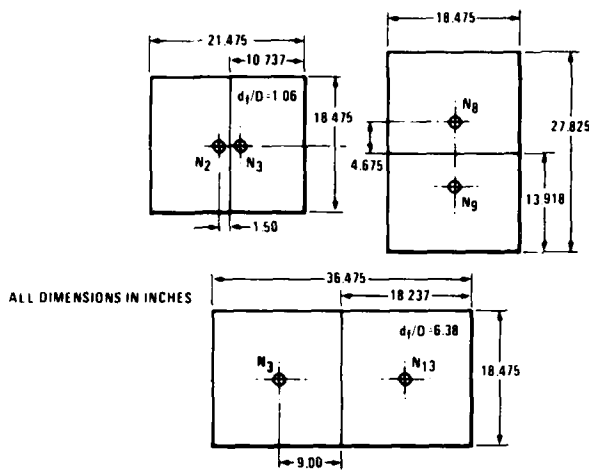 21.475
10.737
df/D=1.06
18.475
N2
N3
1.50
18.475
N8
27.825
4.675
N9
13.918
ALL DIMENSIONS IN INCHES
36.475
18.237
df/D=6.38
N3
N13
18.475
9.00